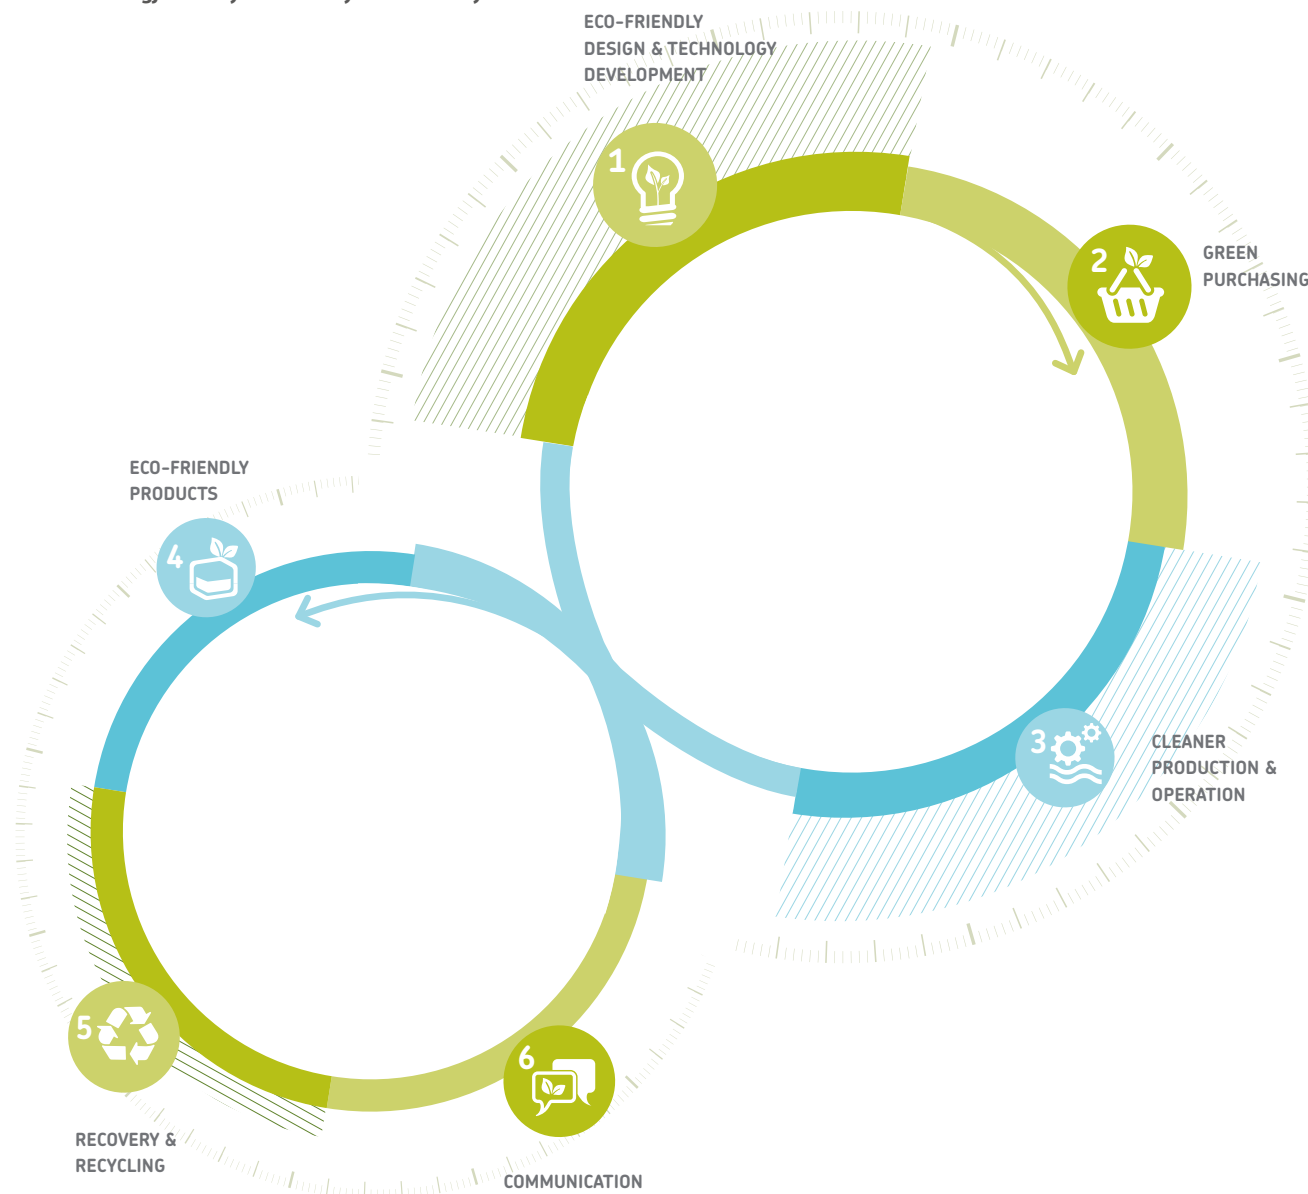 ECO-FRIENDLY
DESIGN & TECHNOLOGY
DEVELOPMENT
1
2
GREEN
PURCHASING
3
CLEANER
PRODUCTION &
OPERATION
ECO-FRIENDLY
PRODUCTS
4
5
RECOVERY &
RECYCLING
6
COMMUNICATION